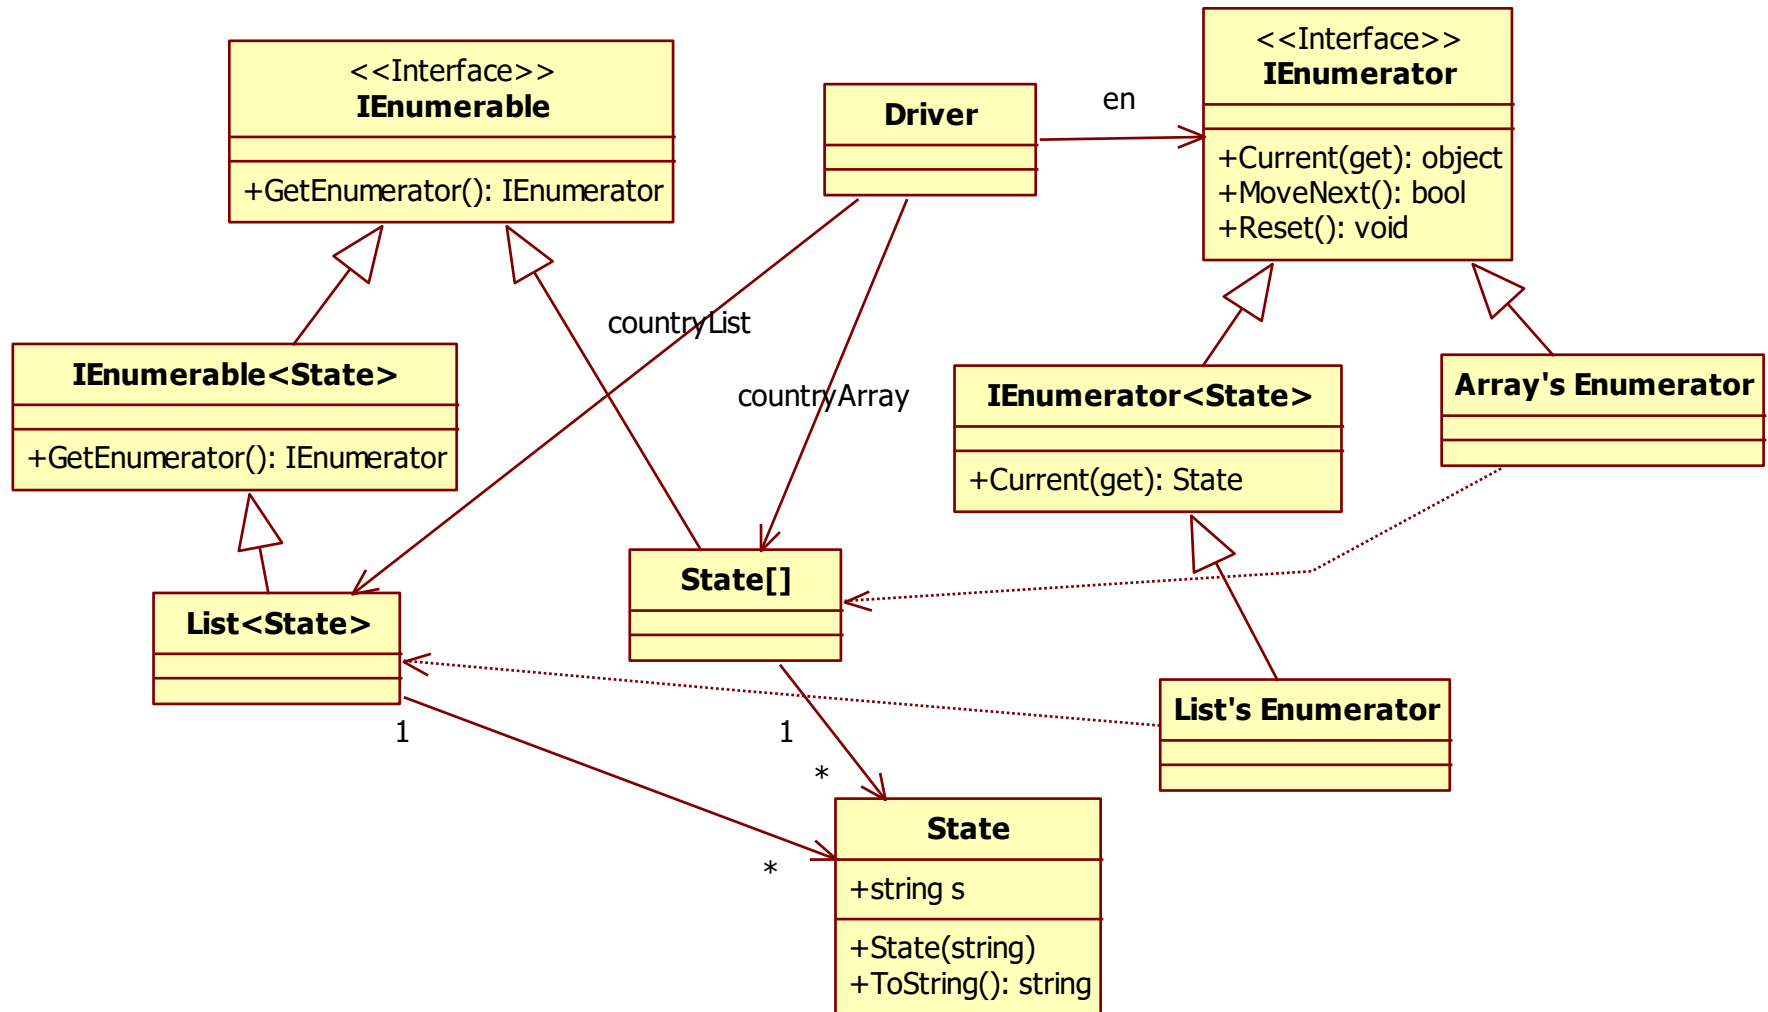 <<Interface>>
IEnumerable
+GetEnumerator(): IEnumerator
Driver
en
<<Interface>>
IEnumerator
+Current(get): object
+MoveNext(): bool
+Reset(): void
countryList
countryArray
IEnumerable<State>
+GetEnumerator(): IEnumerator
IEnumerator<State>
+Current(get): State
Array's Enumerator
List<State>
State[]
List's Enumerator
1
*
1
*
State
+string s
+State(string)
+ToString(): string